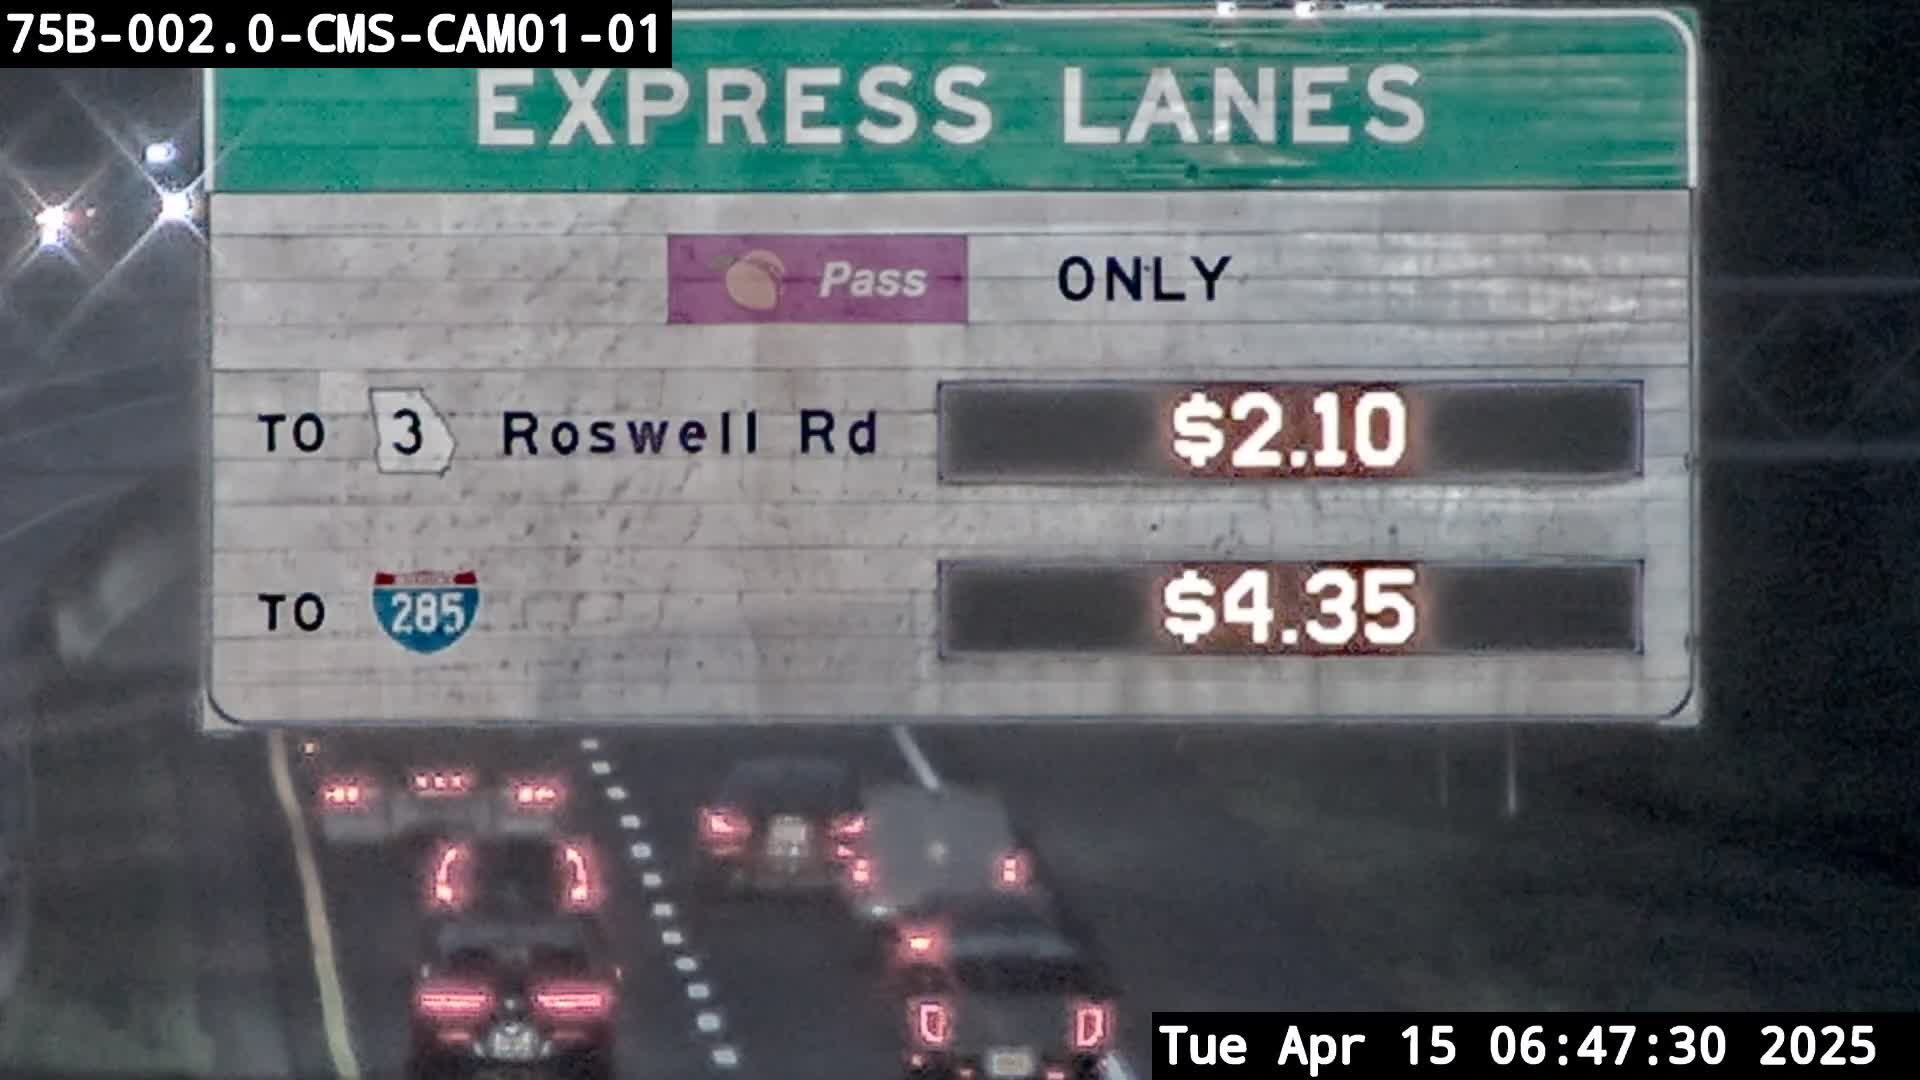 75B-002.0-CMS-CAM01-01
EXPRESS LANES
Pass ONLY
TO 3 Roswell Rd $2.10
TO 285 $4.35
Tue Apr 15 06:47:30 2025